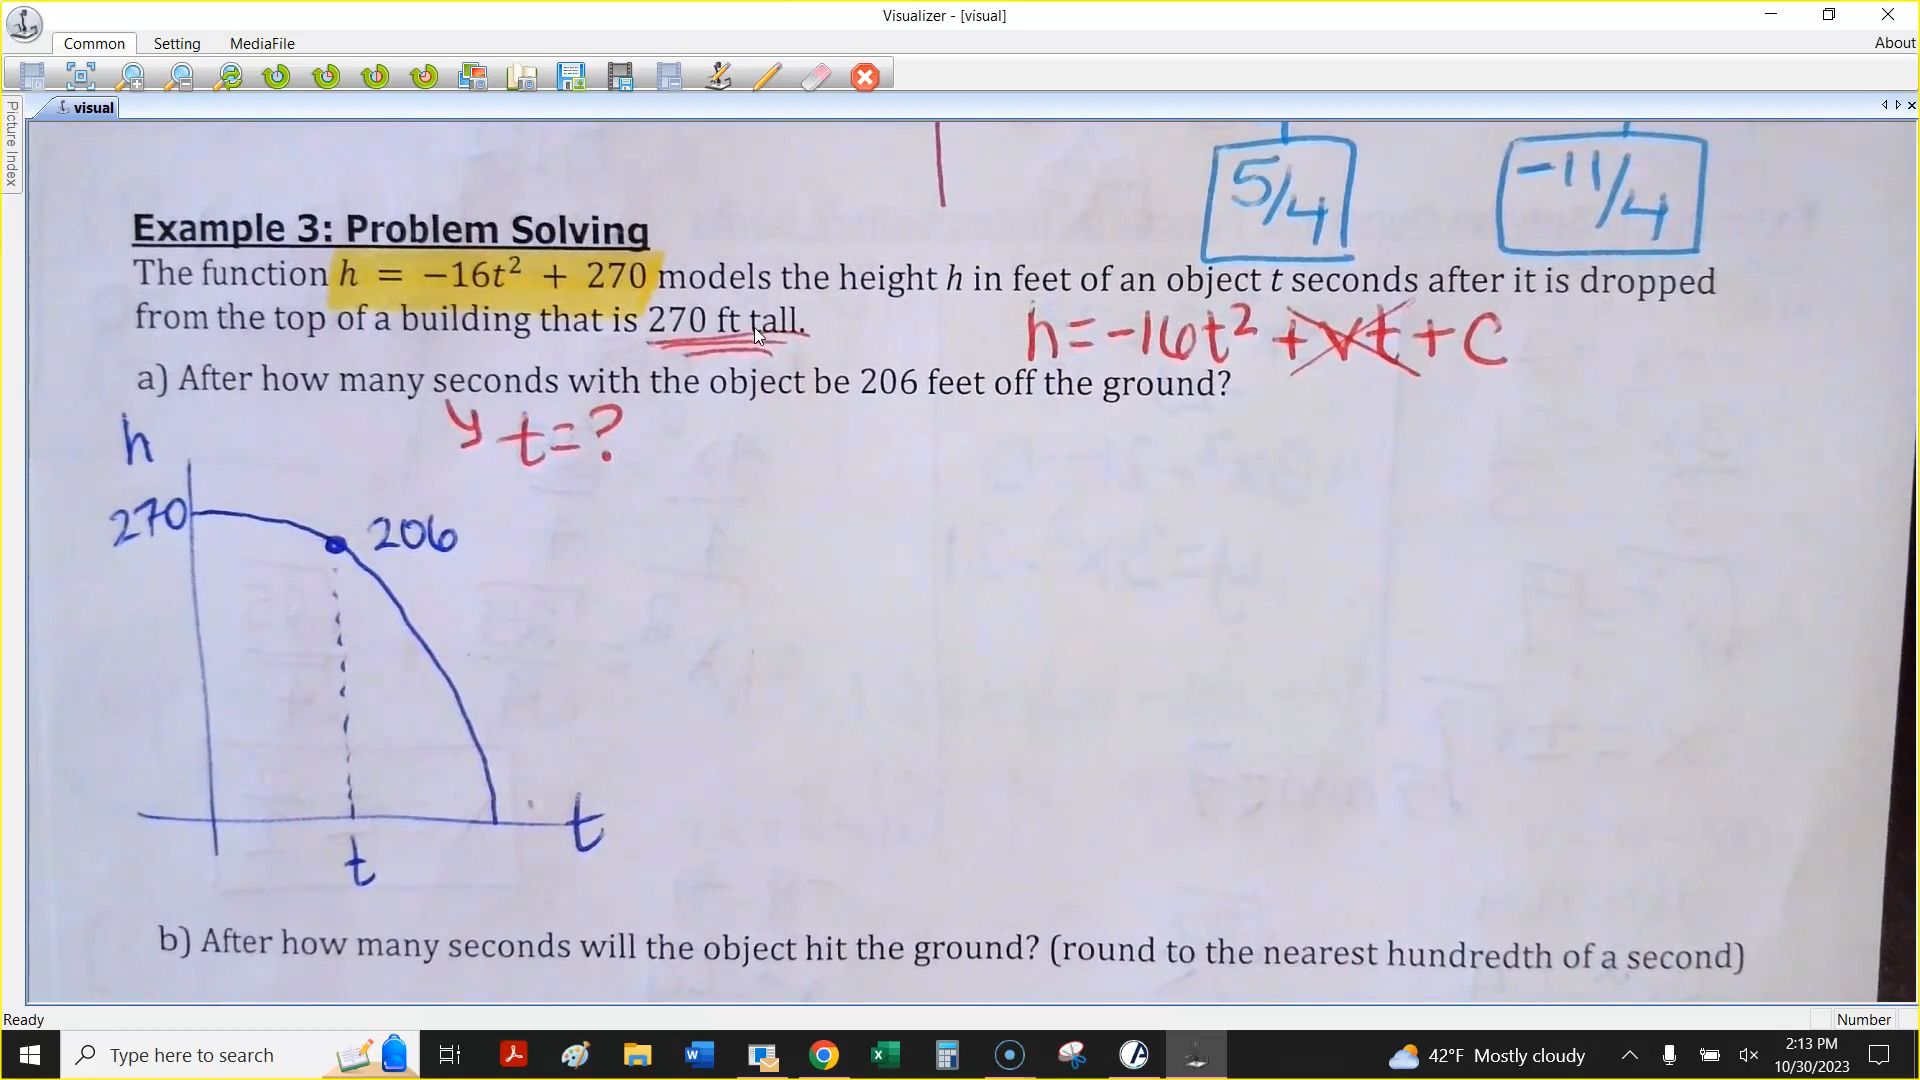 Visualizer - [visual]
Common Setting MediaFile About
visual
Picture Index
5/4 -11/4
Example 3: Problem Solving
The function h = −16t² + 270 models the height h in feet of an object t seconds after it is dropped
from the top of a building that is 270 ft tall.
h=-16t² +vt +C
a) After how many seconds with the object be 206 feet off the ground?
y t=?
h
270
206
t
t
b) After how many seconds will the object hit the ground? (round to the nearest hundredth of a second)
Ready Number
Type here to search
42°F Mostly cloudy
2:13 PM
10/30/2023